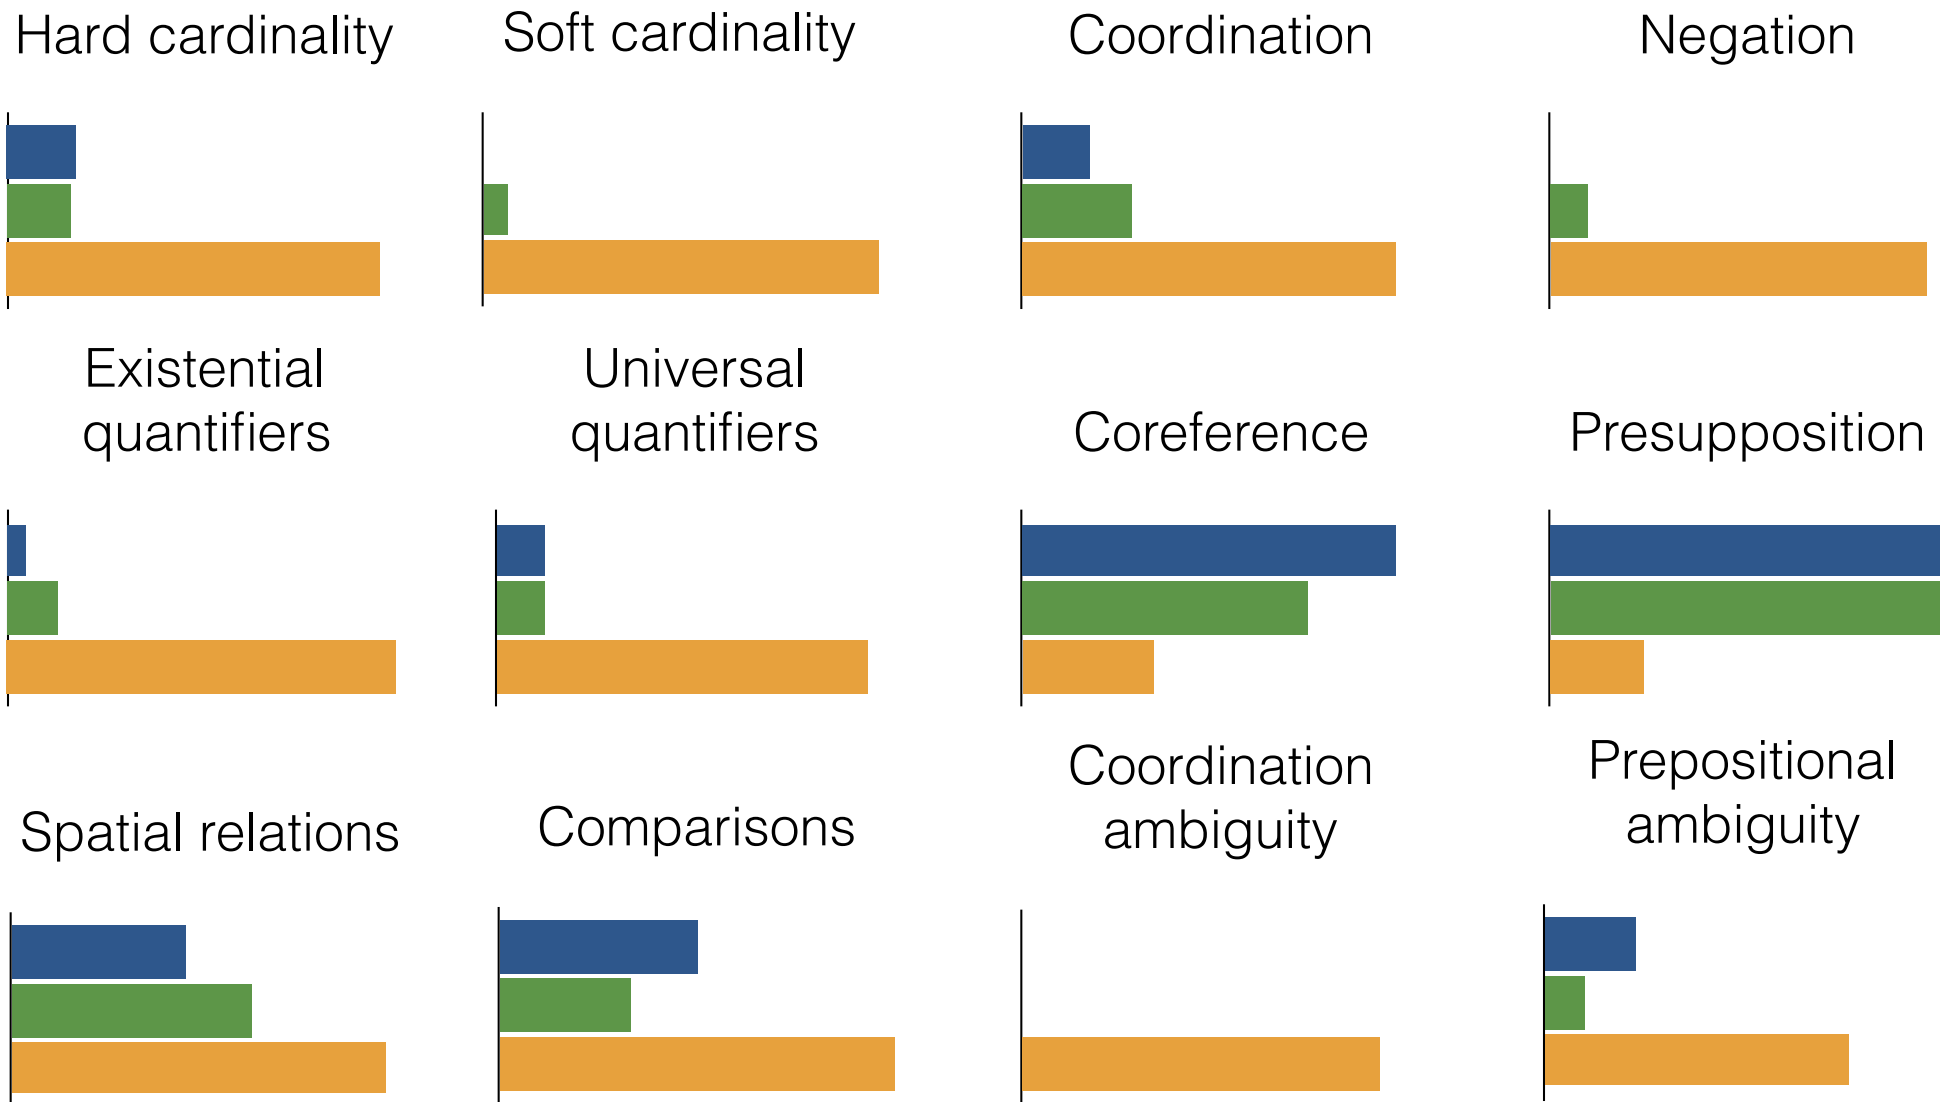 Hard cardinality
Soft cardinality
Coordination
Negation
Existential
quantifiers
Universal
quantifiers
Coreference
Presupposition
Spatial relations
Comparisons
Coordination
ambiguity
Prepositional
ambiguity